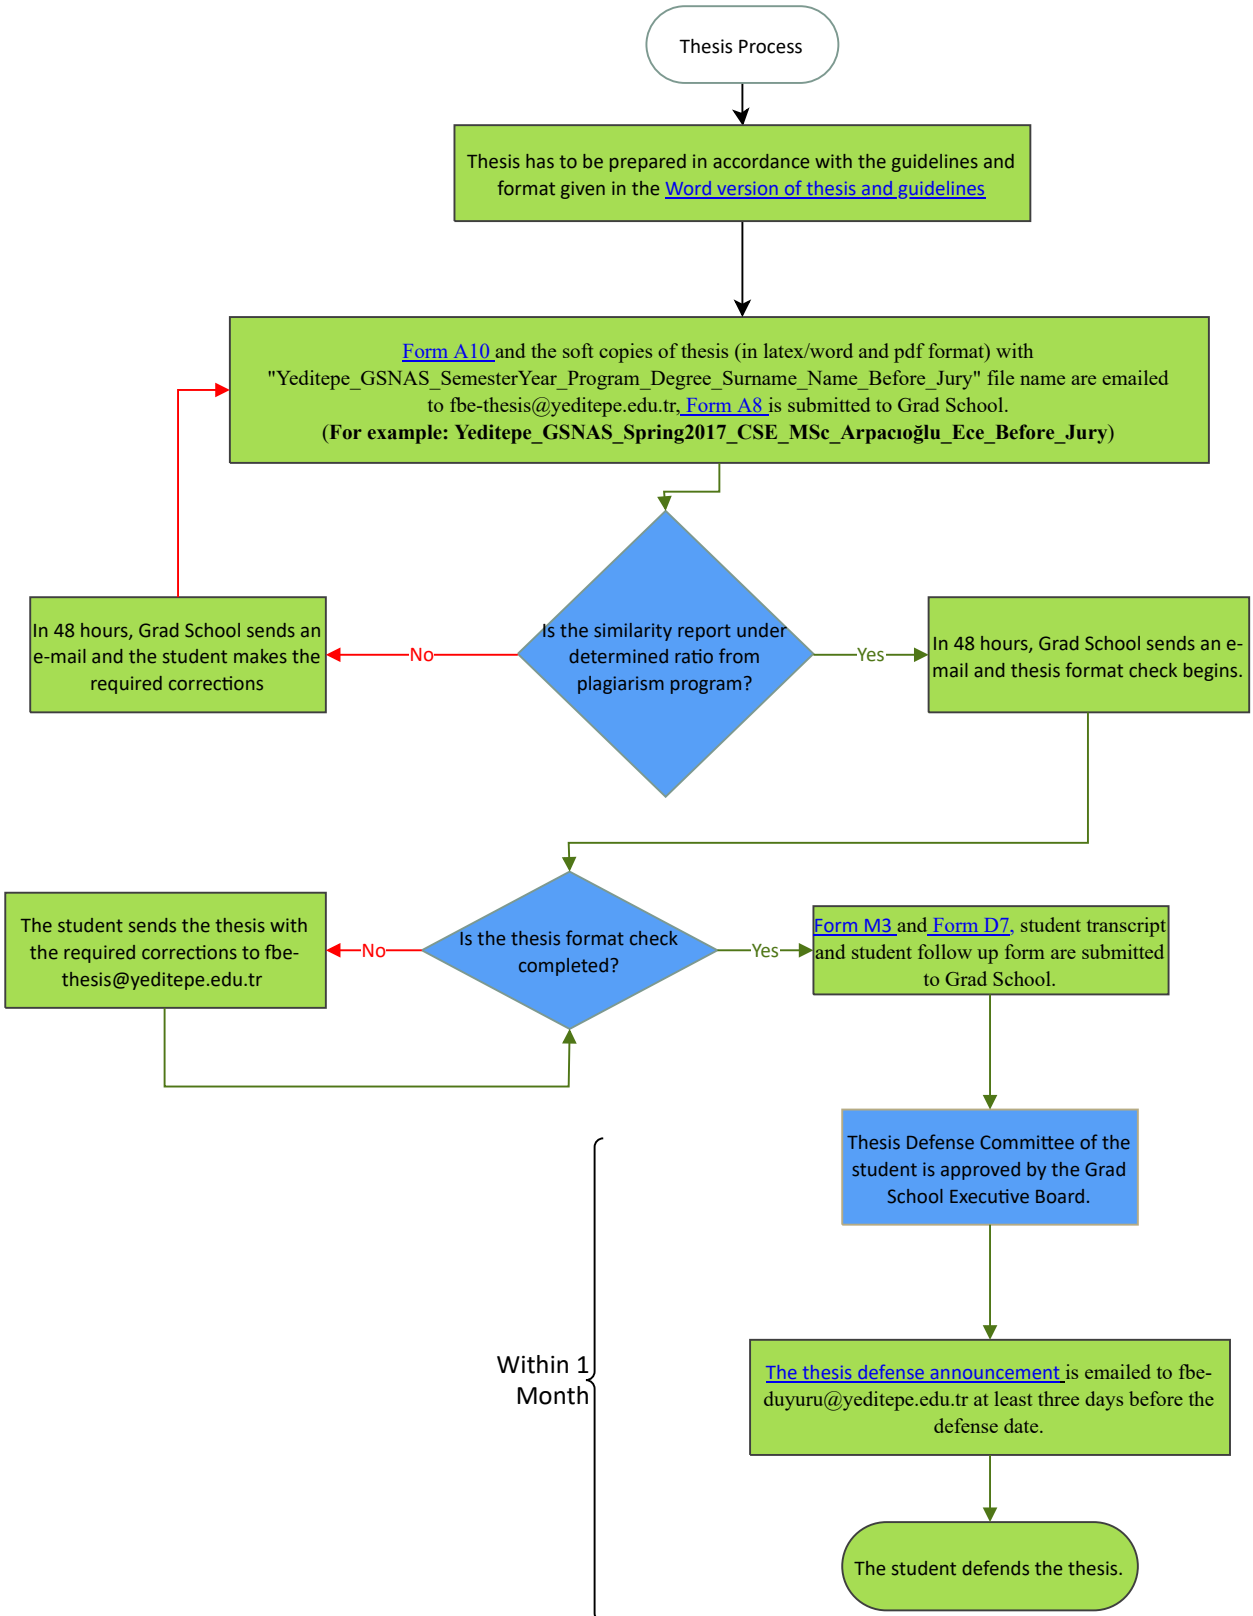 Thesis Process
Thesis has to be prepared in accordance with the guidelines and
format given in the Word version of thesis and guidelines
Form A10 and the soft copies of thesis (in latex/word and pdf format) with
"Yeditepe_GSNAS_SemesterYear_Program_Degree_Surname_Name_Before_Jury" file name are emailed
to fbe-thesis@yeditepe.edu.tr, Form A8 is submitted to Grad School.
(For example: Yeditepe_GSNAS_Spring2017_CSE_MSc_Arpacıoğlu_Ece_Before_Jury)
In 48 hours, Grad School sends an
e-mail and the student makes the
required corrections
No
Is the similarity report under
determined ratio from
plagiarism program?
Yes
In 48 hours, Grad School sends an e-
mail and thesis format check begins.
The student sends the thesis with
the required corrections to fbe-
thesis@yeditepe.edu.tr
No
Is the thesis format check
completed?
Yes
Form M3 and Form D7, student transcript
and student follow up form are submitted
to Grad School.
Thesis Defense Committee of the
student is approved by the Grad
School Executive Board.
Within 1
Month
The thesis defense announcement is emailed to fbe-
duyuru@yeditepe.edu.tr at least three days before the
defense date.
The student defends the thesis.